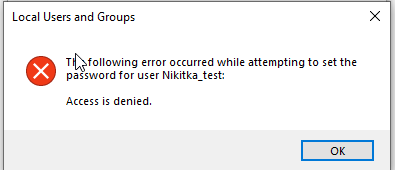 Local Users and Groups
The following error occurred while attempting to set the
password for user Nikitka_test:
Access is denied.
OK